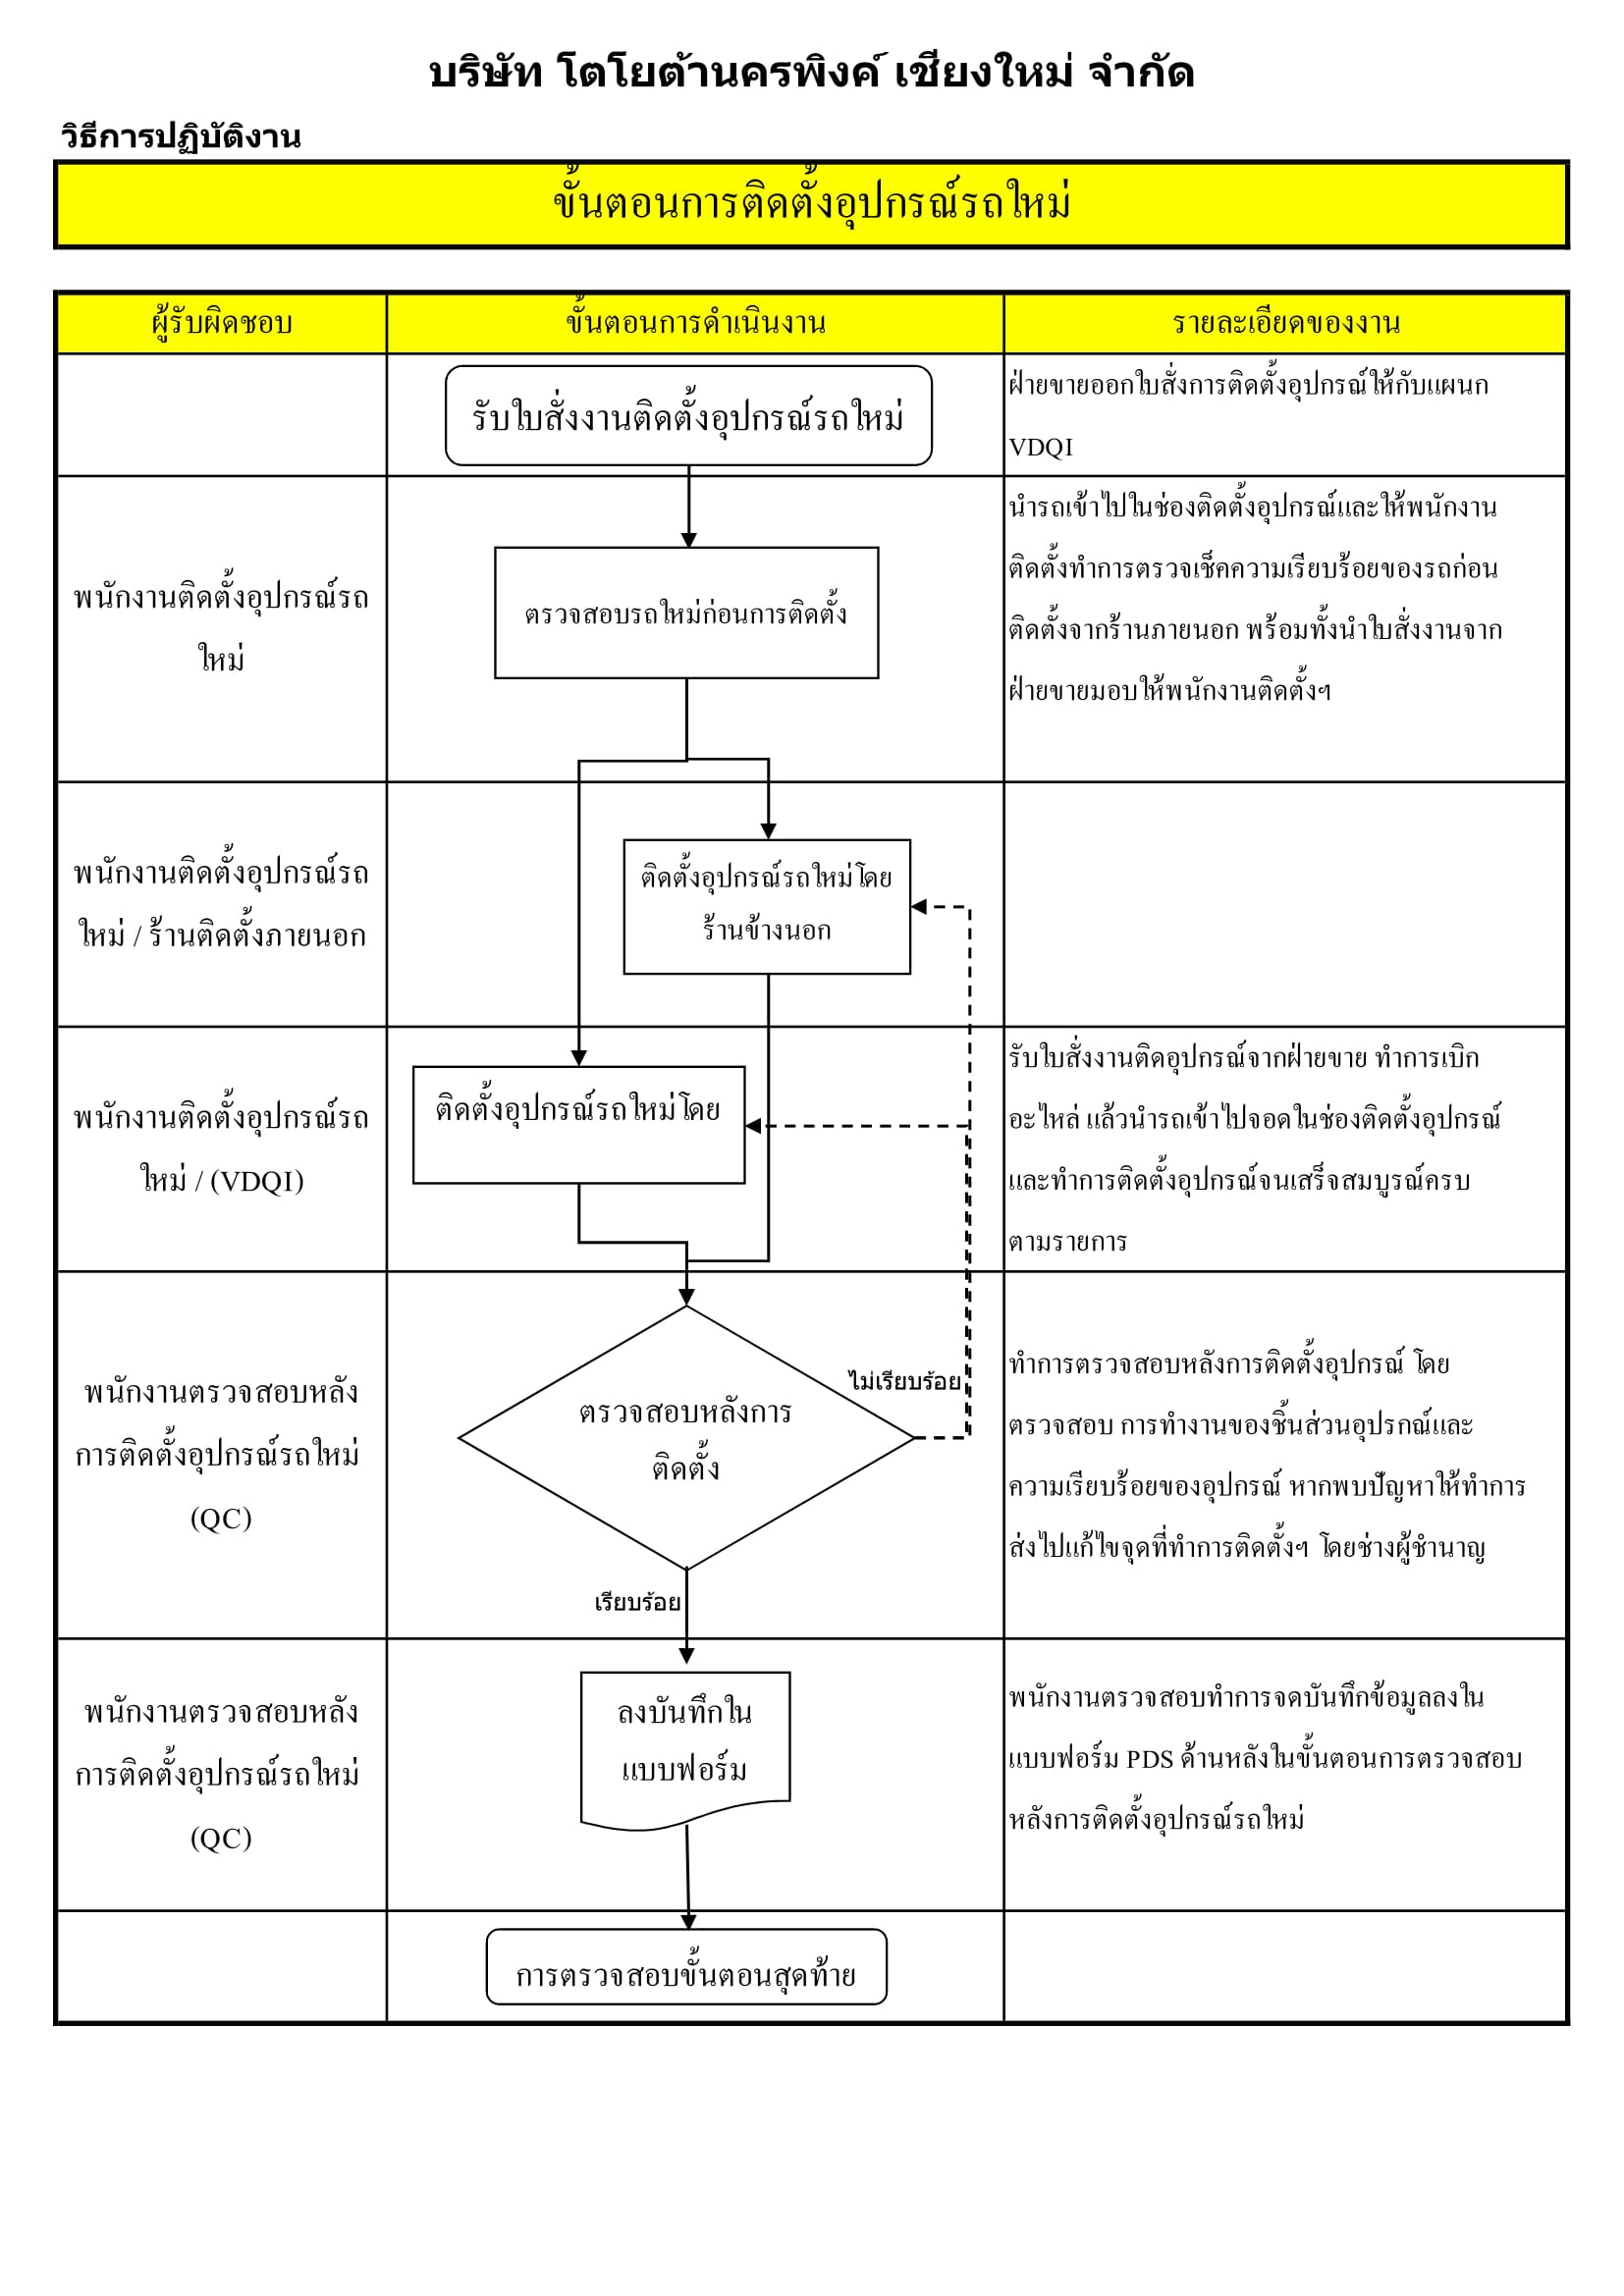 บริษัท โตโยต้านครพิงค์ เชียงใหม่ จำกัด
วิธีการปฏิบัติงาน
ขั้นตอนการติดตั้งอุปกรณ์รถใหม่
ผู้รับผิดชอบ
ขั้นตอนการดำเนินงาน
รายละเอียดของงาน
รับใบสั่งงานติดตั้งอุปกรณ์รถใหม่
ฝ่ายขายออกใบสั่งการติดตั้งอุปกรณ์ให้กับแผนก
VDQI
พนักงานติดตั้งอุปกรณ์รถ
ใหม่
ตรวจสอบรถใหม่ก่อนการติดตั้ง
นำรถเข้าไปในช่องติดตั้งอุปกรณ์และให้พนักงาน
ติดตั้งทำการตรวจเช็คความเรียบร้อยของรถก่อน
ติดตั้งจากร้านภายนอก พร้อมทั้งนำใบสั่งงานจาก
ฝ่ายขายมอบให้พนักงานติดตั้งฯ
พนักงานติดตั้งอุปกรณ์รถ
ใหม่ / ร้านติดตั้งภายนอก
ติดตั้งอุปกรณ์รถใหม่โดย
ร้านข้างนอก
พนักงานติดตั้งอุปกรณ์รถ
ใหม่ / (VDQI)
ติดตั้งอุปกรณ์รถใหม่โดย
รับใบสั่งงานติดอุปกรณ์จากฝ่ายขาย ทำการเบิก
อะไหล่ แล้วนำรถเข้าไปจอดในช่องติดตั้งอุปกรณ์
และทำการติดตั้งอุปกรณ์จนเสร็จสมบูรณ์ครบ
ตามรายการ
พนักงานตรวจสอบหลัง
การติดตั้งอุปกรณ์รถใหม่
(QC)
ตรวจสอบหลังการ
ติดตั้ง
ไม่เรียบร้อย
เรียบร้อย
ทำการตรวจสอบหลังการติดตั้งอุปกรณ์ โดย
ตรวจสอบ การทำงานของชิ้นส่วนอุปรกณ์และ
ความเรียบร้อยของอุปกรณ์ หากพบปัญหาให้ทำการ
ส่งไปแก้ไขจุดที่ทำการติดตั้งฯ โดยช่างผู้ชำนาญ
พนักงานตรวจสอบหลัง
การติดตั้งอุปกรณ์รถใหม่
(QC)
ลงบันทึกใน
แบบฟอร์ม
พนักงานตรวจสอบทำการจดบันทึกข้อมูลลงใน
แบบฟอร์ม PDS ด้านหลังในขั้นตอนการตรวจสอบ
หลังการติดตั้งอุปกรณ์รถใหม่
การตรวจสอบขั้นตอนสุดท้าย